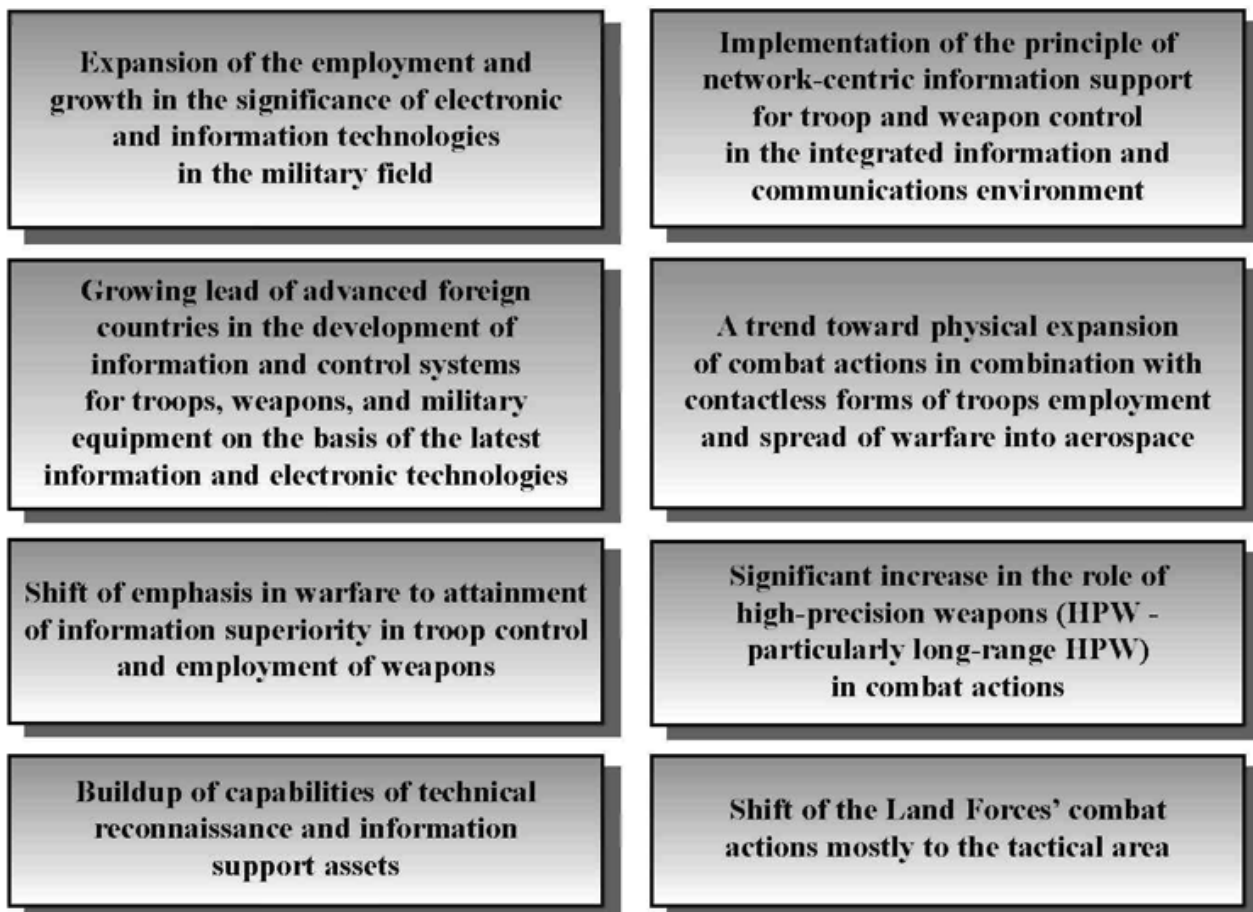 Expansion of the employment and
growth in the significance of electronic
and information technologies
in the military field
Implementation of the principle of
network-centric information support
for troop and weapon control
in the integrated information and
communications environment
Growing lead of advanced foreign
countries in the development of
information and control systems
for troops, weapons, and military
equipment on the basis of the latest
information and electronic technologies
A trend toward physical expansion
of combat actions in combination with
contactless forms of troops employment
and spread of warfare into aerospace
Shift of emphasis in warfare to attainment
of information superiority in troop control
and employment of weapons
Significant increase in the role of
high-precision weapons (HPW -
particularly long-range HPW)
in combat actions
Buildup of capabilities of technical
reconnaissance and information
support assets
Shift of the Land Forces’ combat
actions mostly to the tactical area